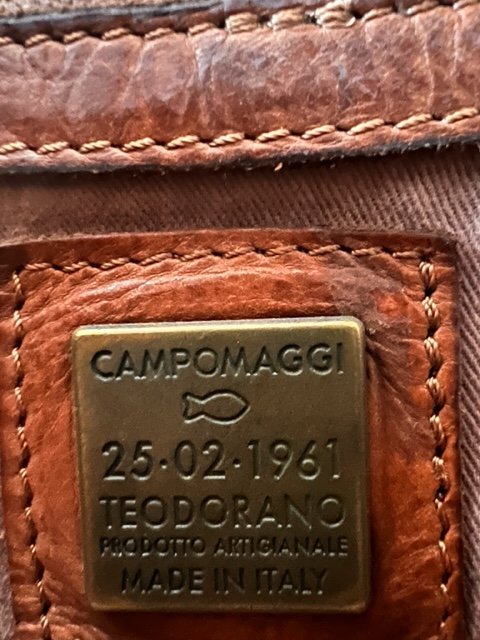 CAMPOMAGGI
25·02·1961
TEODORANO
PRODOTTO ARTIGIANALE
MADE IN ITALY